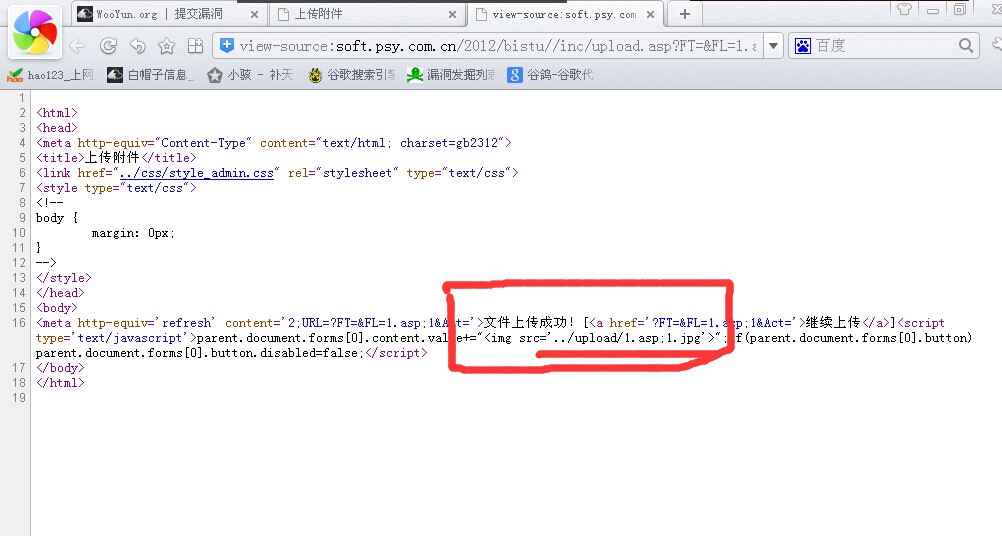 WooYun.org | 提交漏洞
上传附件
view-source:soft.psy.com
view-source:soft.psy.com.cn/2012/bistu//inc/upload.asp?FT=&FL=1.a
百度
hao123_上网
白帽子信息_
小孩 - 补天
谷歌搜索引擎
漏洞发掘列表
谷鸽-谷歌代
1
2 <html>
3 <head>
4 <meta http-equiv="Content-Type" content="text/html; charset=gb2312">
5 <title>上传附件</title>
6 <link href="../css/style_admin.css" rel="stylesheet" type="text/css">
7 <style type="text/css">
8 <!--
9 body {
10 margin: 0px;
11 }
12 -->
13 </style>
14 </head>
15 <body>
16 <meta http-equiv='refresh' content='2;URL=?FT=&FL=1.asp;1&Act='>文件上传成功! [<a href='?FT=&FL=1.asp;1&Act='>继续上传</a>]<script
type='text/javascript'>parent.document.forms[0].content.value+="<img src='../upload/1.asp;1.jpg'>";if(parent.document.forms[0].button)
parent.document.forms[0].button.disabled=false;</script>
17 </body>
18 </html>
19